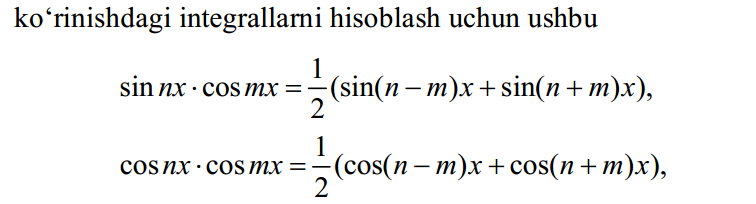 ko‘rinishdagi integrallarni hisoblash uchun ushbu
sin nx · cos mx = 1/2 (sin(n − m)x + sin(n + m)x),
cos nx · cos mx = 1/2 (cos(n − m)x + cos(n + m)x),